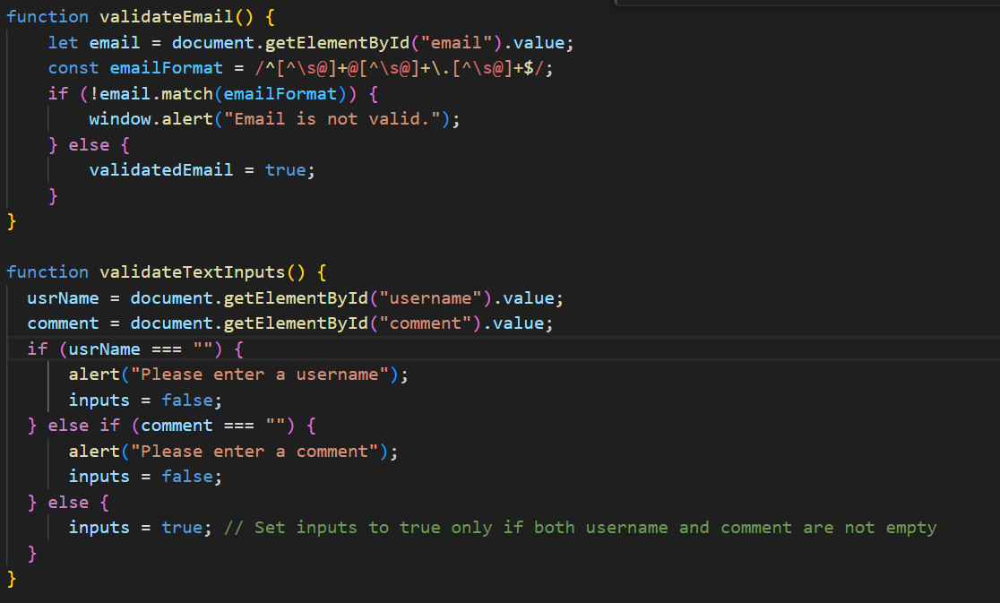 function validateEmail() {
    let email = document.getElementById("email").value;
    const emailFormat = /^[^\s@]+@[^\s@]+\.[^\s@]+$/;
    if (!email.match(emailFormat)) {
        window.alert("Email is not valid.");
    } else {
        validatedEmail = true;
    }
}

function validateTextInputs() {
  usrName = document.getElementById("username").value;
  comment = document.getElementById("comment").value;
  if (usrName === "") {
      alert("Please enter a username");
      inputs = false;
  } else if (comment === "") {
      alert("Please enter a comment");
      inputs = false;
  } else {
      inputs = true; // Set inputs to true only if both username and comment are not empty
  }
}